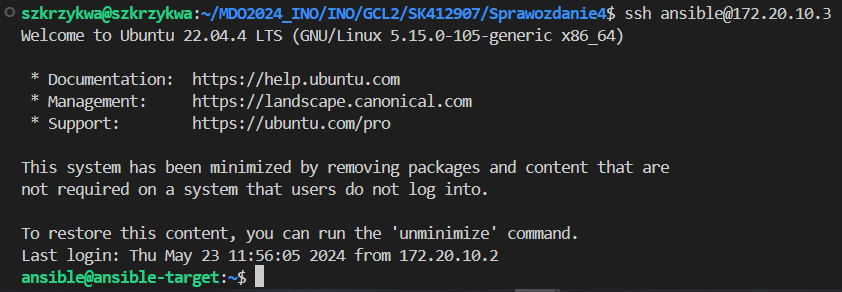 szkrzykwa@szkrzykwa:~/MDO2024_INO/INO/GCL2/SK412907/Sprawozdanie4$ ssh ansible@172.20.10.3
Welcome to Ubuntu 22.04.4 LTS (GNU/Linux 5.15.0-105-generic x86_64)

 * Documentation:  https://help.ubuntu.com
 * Management:     https://landscape.canonical.com
 * Support:        https://ubuntu.com/pro

This system has been minimized by removing packages and content that are
not required on a system that users do not log into.

To restore this content, you can run the 'unminimize' command.
Last login: Thu May 23 11:56:05 2024 from 172.20.10.2
ansible@ansible-target:~$